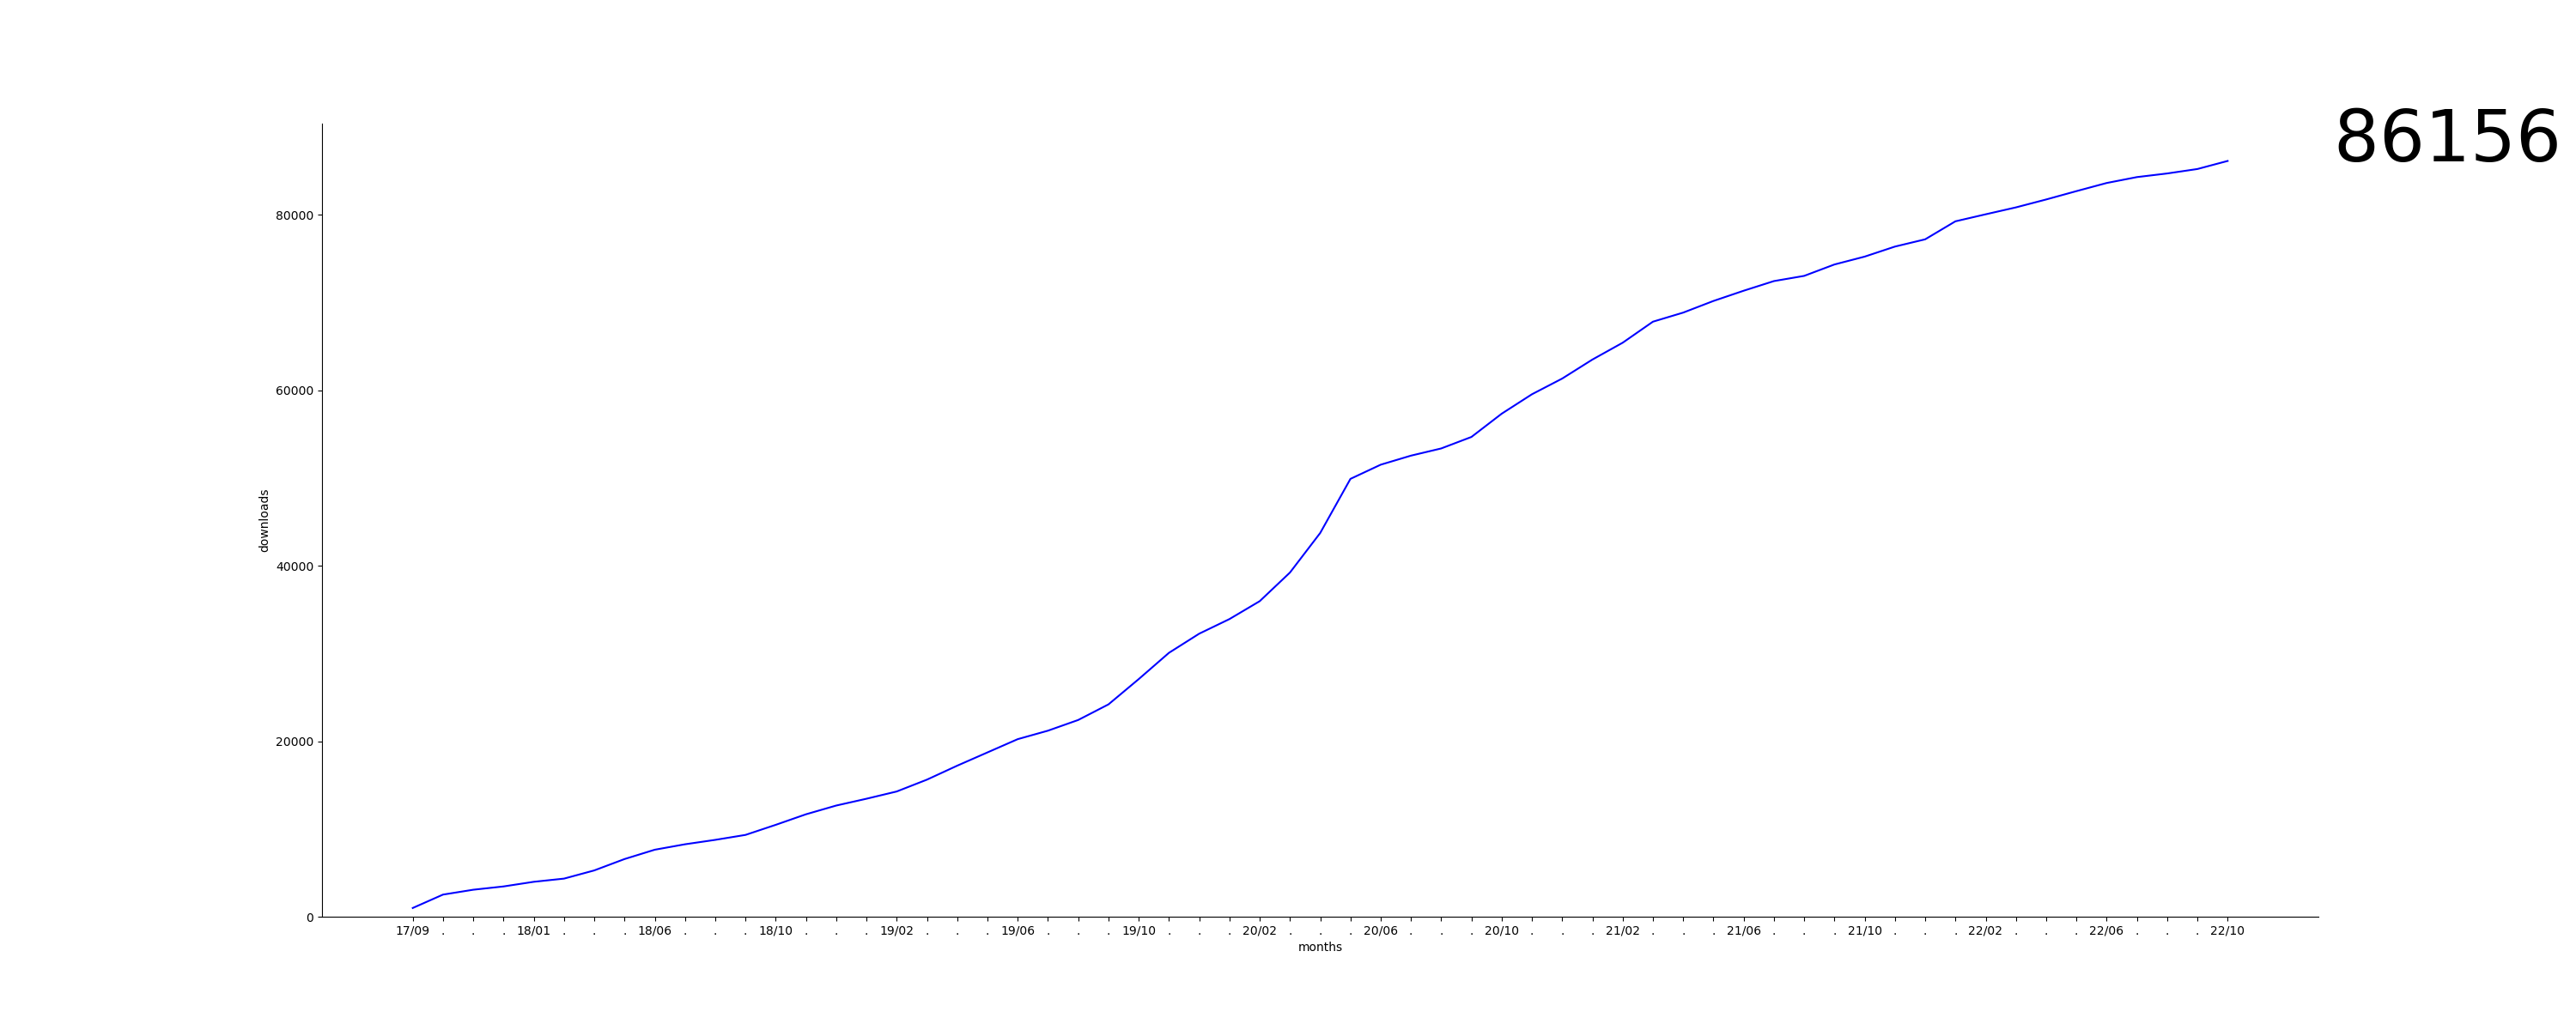 86156
80000
60000
40000
20000
0
downloads
17/09 . . . 18/01 . . . 18/06 . . . 18/10 . . . 19/02 . . . 19/06 . . . 19/10 . . . 20/02 . . . 20/06 . . . 20/10 . . . 21/02 . . . 21/06 . . . 21/10 . . . 22/02 . . . 22/06 . . . 22/10
months